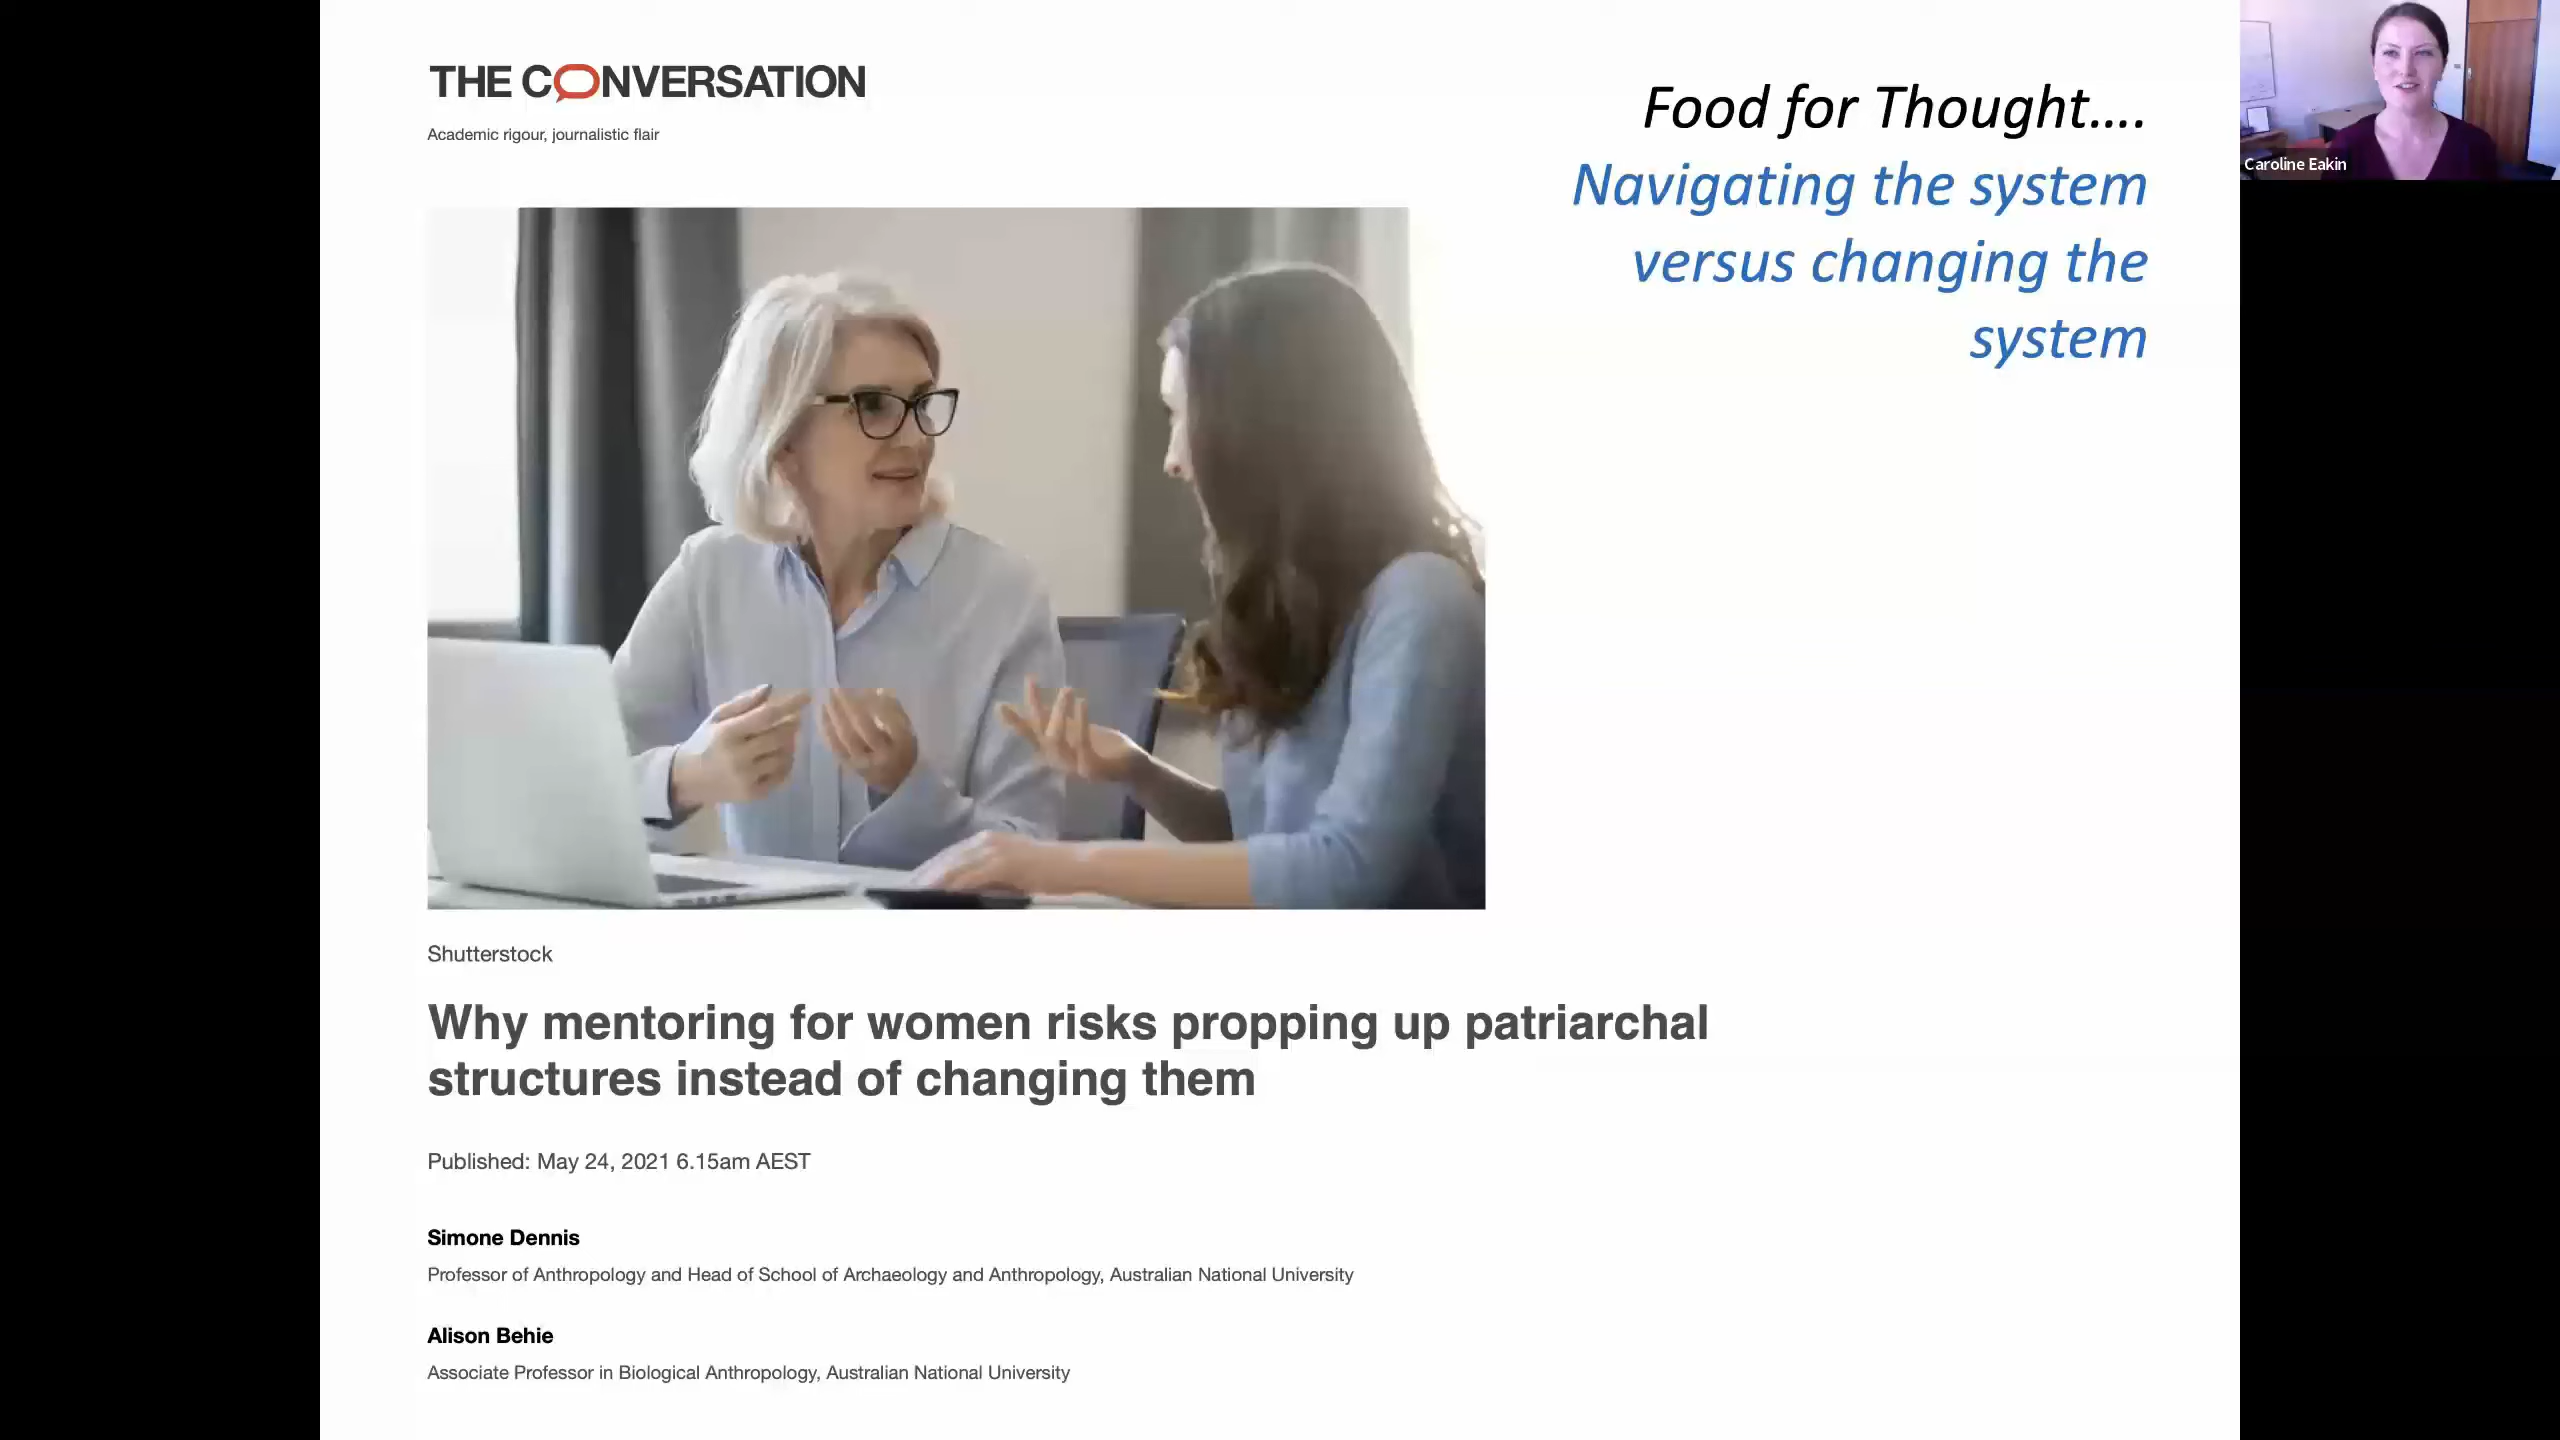 THE CONVERSATION
Academic rigour, journalistic flair
Food for Thought....
Navigating the system
versus changing the
system
Caroline Eakin
Shutterstock
Why mentoring for women risks propping up patriarchal
structures instead of changing them
Published: May 24, 2021 6.15am AEST
Simone Dennis
Professor of Anthropology and Head of School of Archaeology and Anthropology, Australian National University
Alison Behie
Associate Professor in Biological Anthropology, Australian National University